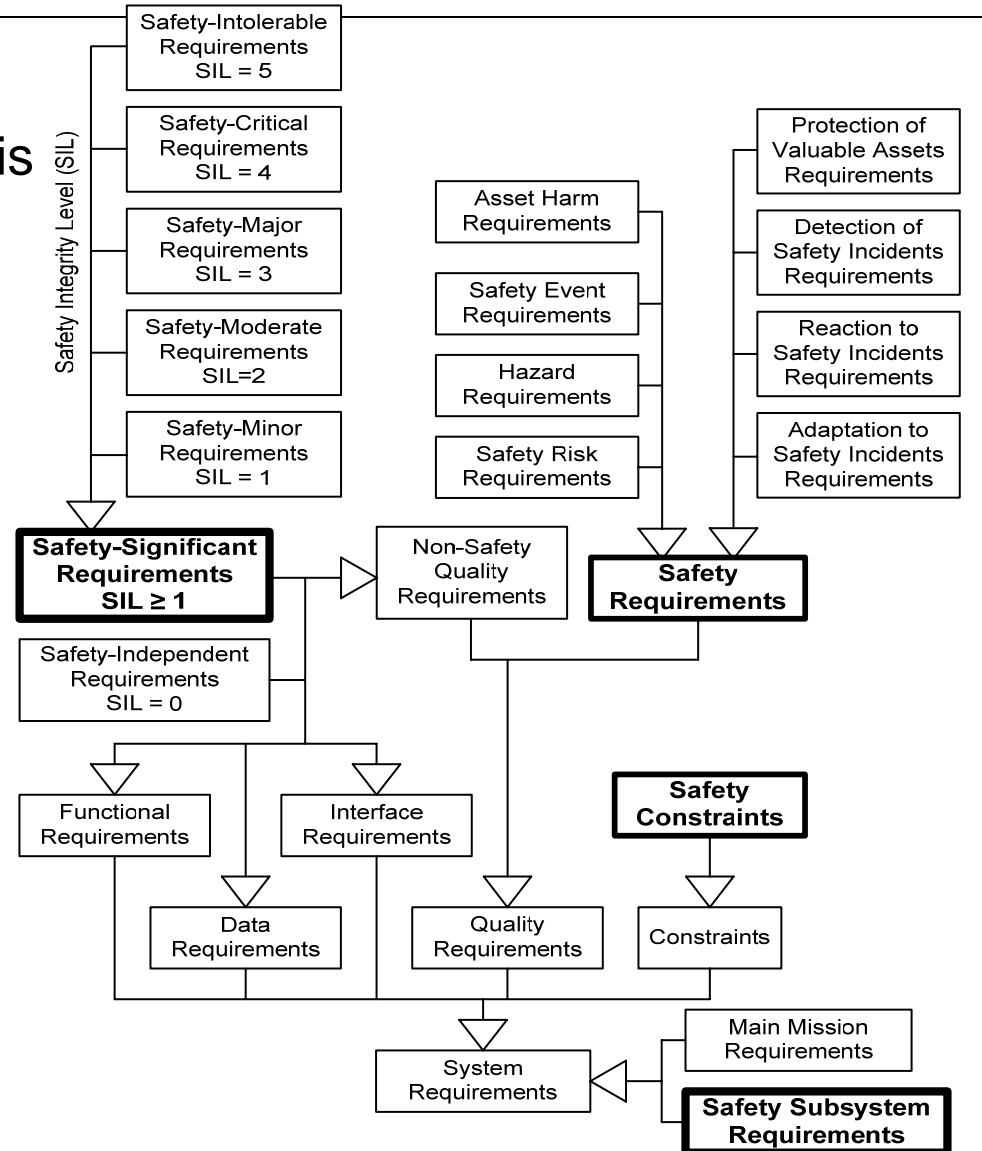 is
Safety Integrity Level (SIL)
Safety-Intolerable
Requirements
SIL = 5
Safety-Critical
Requirements
SIL = 4
Safety-Major
Requirements
SIL = 3
Safety-Moderate
Requirements
SIL=2
Safety-Minor
Requirements
SIL = 1
Asset Harm
Requirements
Safety Event
Requirements
Hazard
Requirements
Safety Risk
Requirements
Protection of
Valuable Assets
Requirements
Detection of
Safety Incidents
Requirements
Reaction to
Safety Incidents
Requirements
Adaptation to
Safety Incidents
Requirements
Safety-Significant
Requirements
SIL ≥ 1
Non-Safety
Quality
Requirements
Safety
Requirements
Safety-Independent
Requirements
SIL = 0
Functional
Requirements
Interface
Requirements
Safety
Constraints
Data
Requirements
Quality
Requirements
Constraints
System
Requirements
Main Mission
Requirements
Safety Subsystem
Requirements